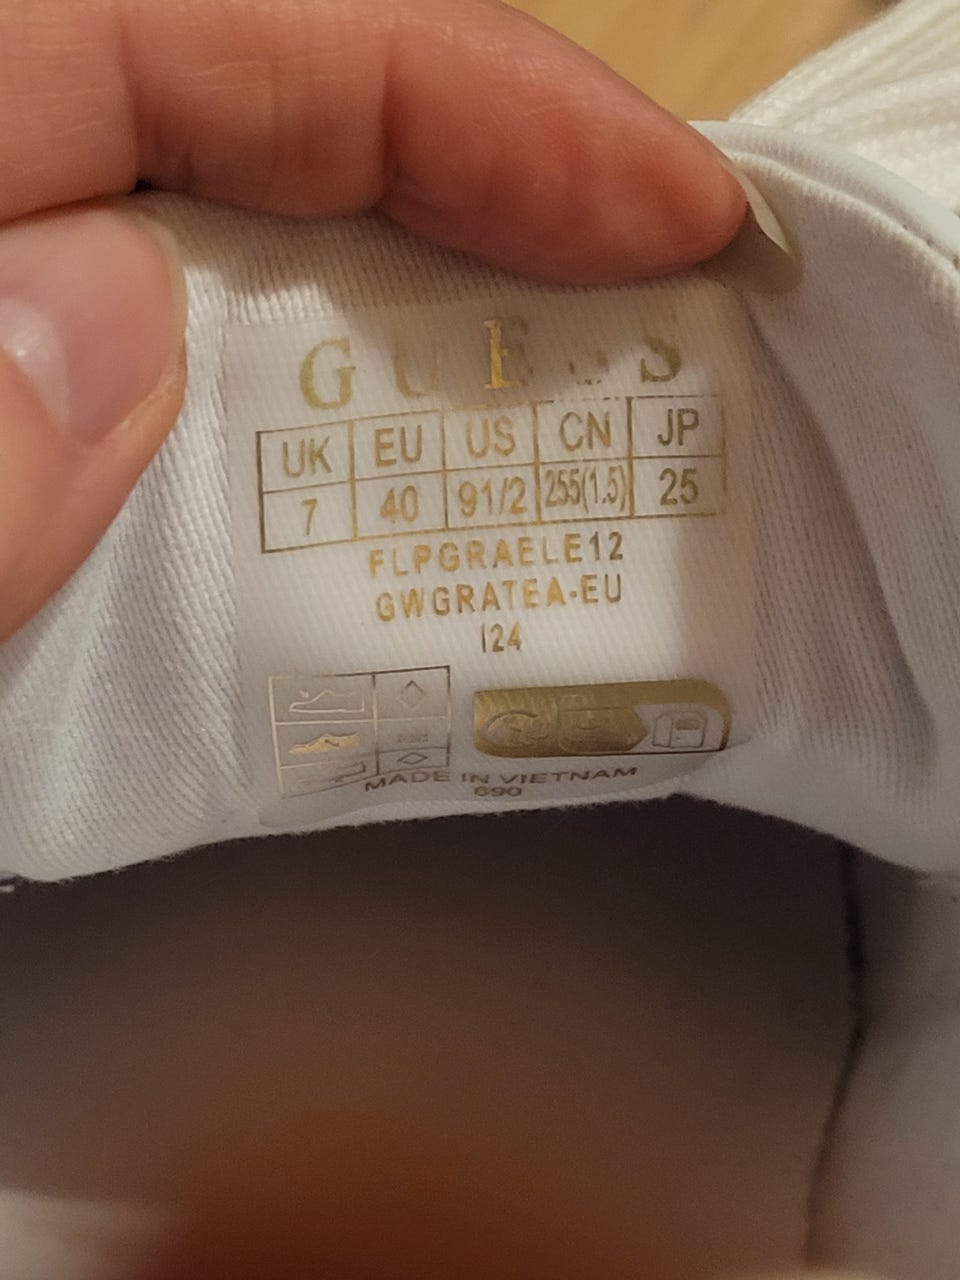 GUESS
UK EU US CN JP
7 40 91/2 255(1.5) 25
FLPGRAELE12
GWGRATEA-EU
I24
MADE IN VIETNAM
690